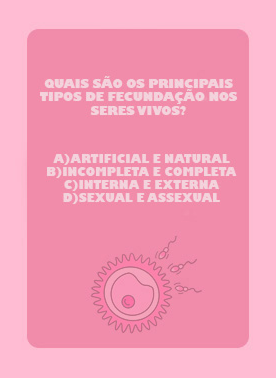 QUAIS SÃO OS PRINCIPAIS
TIPOS DE FECUNDAÇÃO NOS
SERES VIVOS?
A)ARTIFICIAL E NATURAL
B)INCOMPLETA E COMPLETA
C)INTERNA E EXTERNA
D)SEXUAL E ASSEXUAL